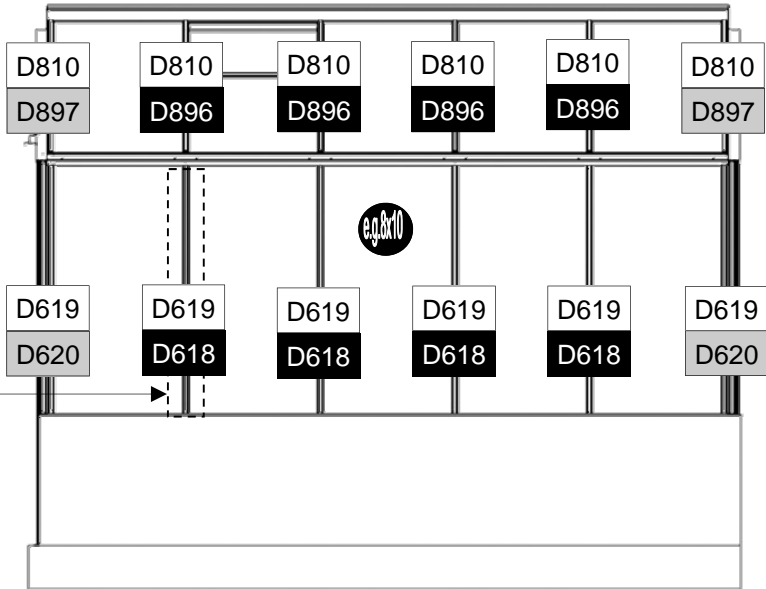 D810 D810 D810 D810 D810 D810
D897 D896 D896 D896 D896 D897
e.g.8x10
D619 D619 D619 D619 D619 D619
D620 D618 D618 D618 D618 D620